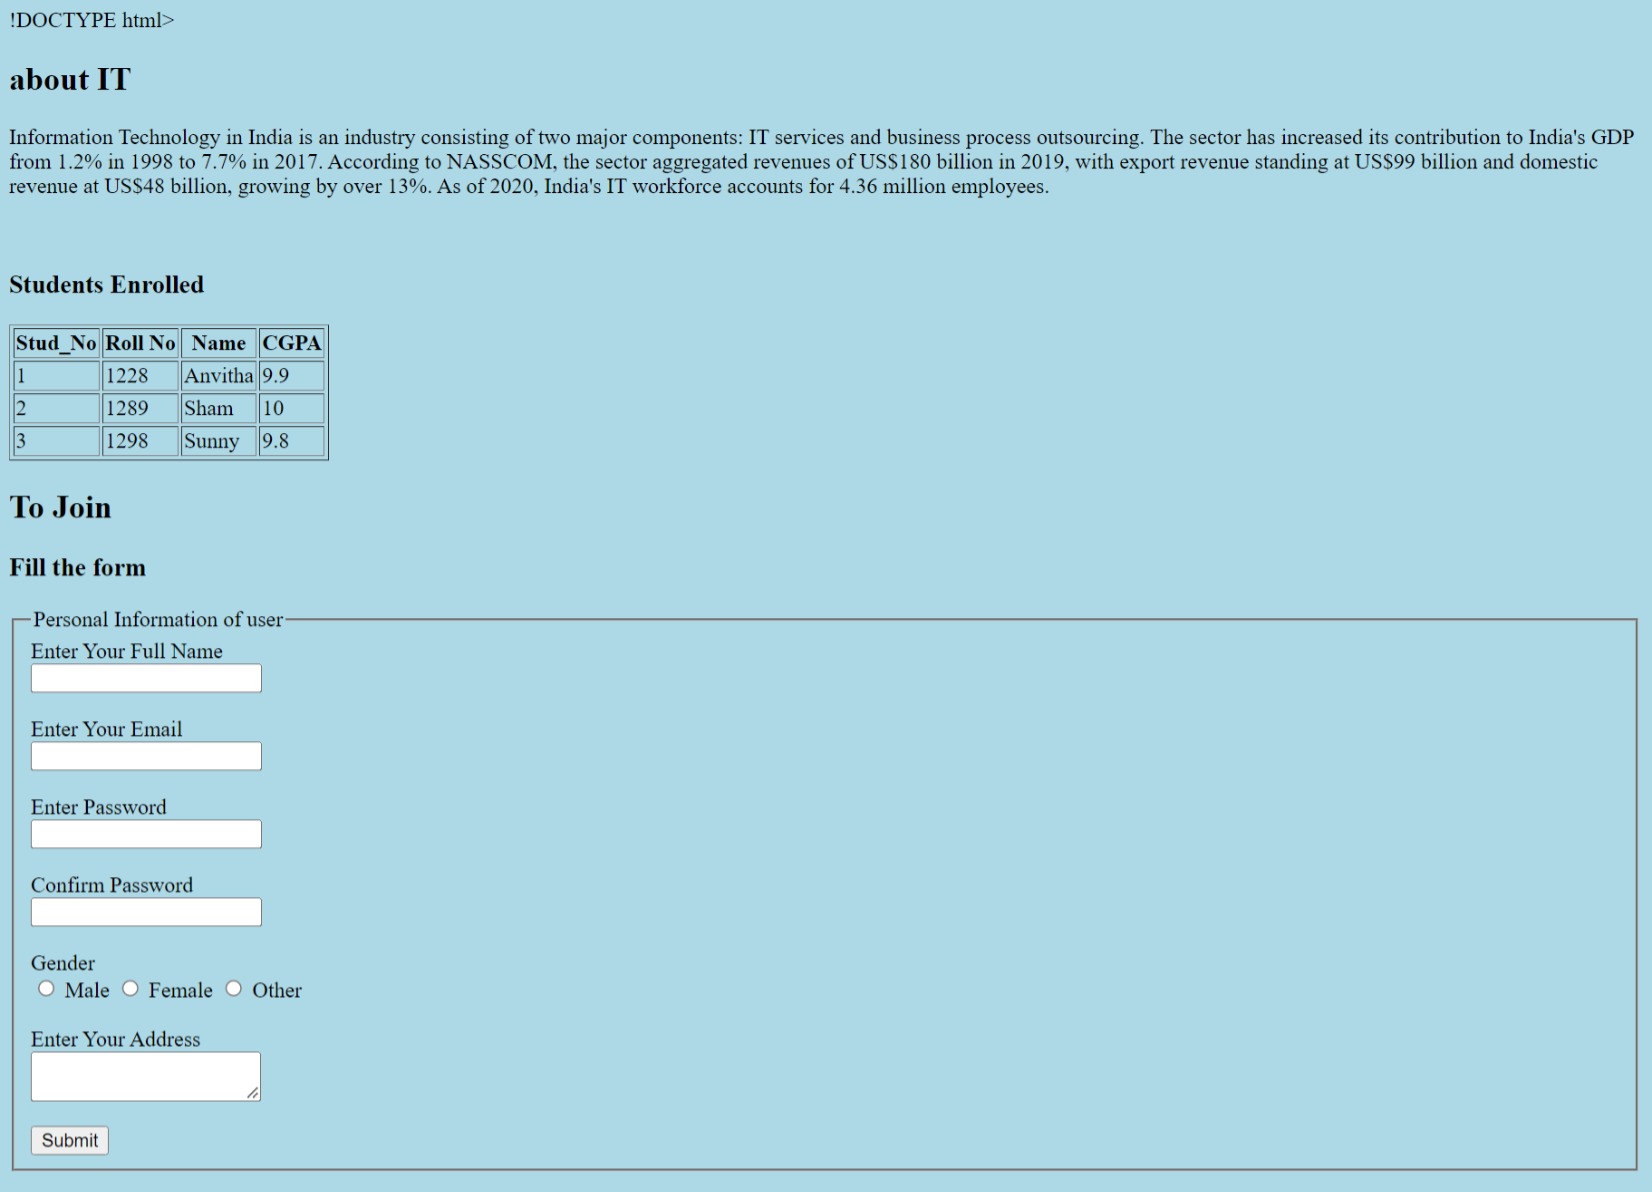 !DOCTYPE html>
about IT
Information Technology in India is an industry consisting of two major components: IT services and business process outsourcing. The sector has increased its contribution to India's GDP
from 1.2% in 1998 to 7.7% in 2017. According to NASSCOM, the sector aggregated revenues of US$180 billion in 2019, with export revenue standing at US$99 billion and domestic
revenue at US$48 billion, growing by over 13%. As of 2020, India's IT workforce accounts for 4.36 million employees.
Students Enrolled
Stud_No Roll No Name CGPA
1 1228 Anvitha 9.9
2 1289 Sham 10
3 1298 Sunny 9.8
To Join
Fill the form
Personal Information of user
Enter Your Full Name
Enter Your Email
Enter Password
Confirm Password
Gender
Male Female Other
Enter Your Address
Submit